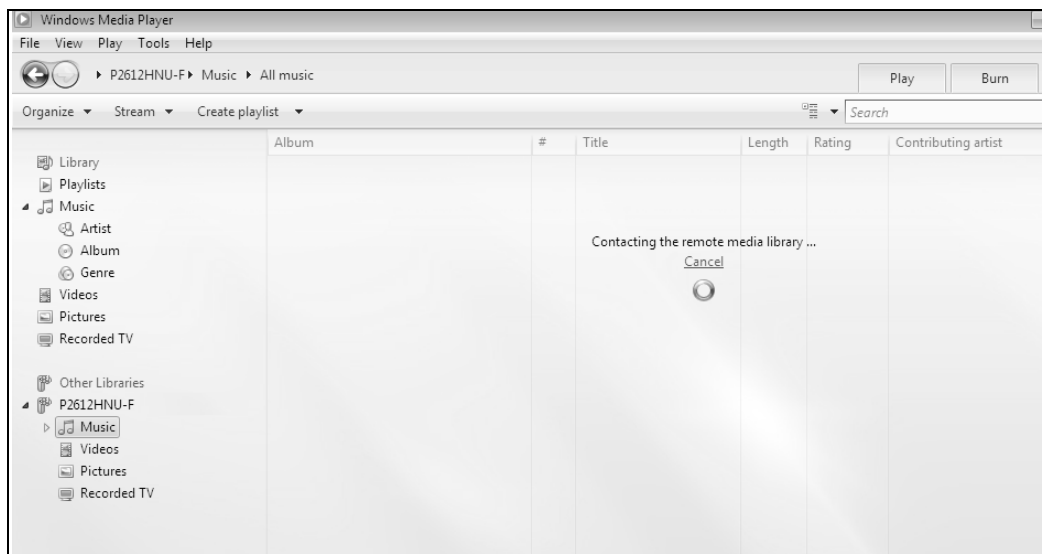 Windows Media Player
File View Play Tools Help
P2612HNU-F Music All music
Play Burn
Organize Stream Create playlist Search
Album # Title Length Rating Contributing artist
Library
Playlists
Music
Artist
Album
Genre
Videos
Pictures
Recorded TV
Contacting the remote media library ...
Cancel
Other Libraries
P2612HNU-F
Music
Videos
Pictures
Recorded TV